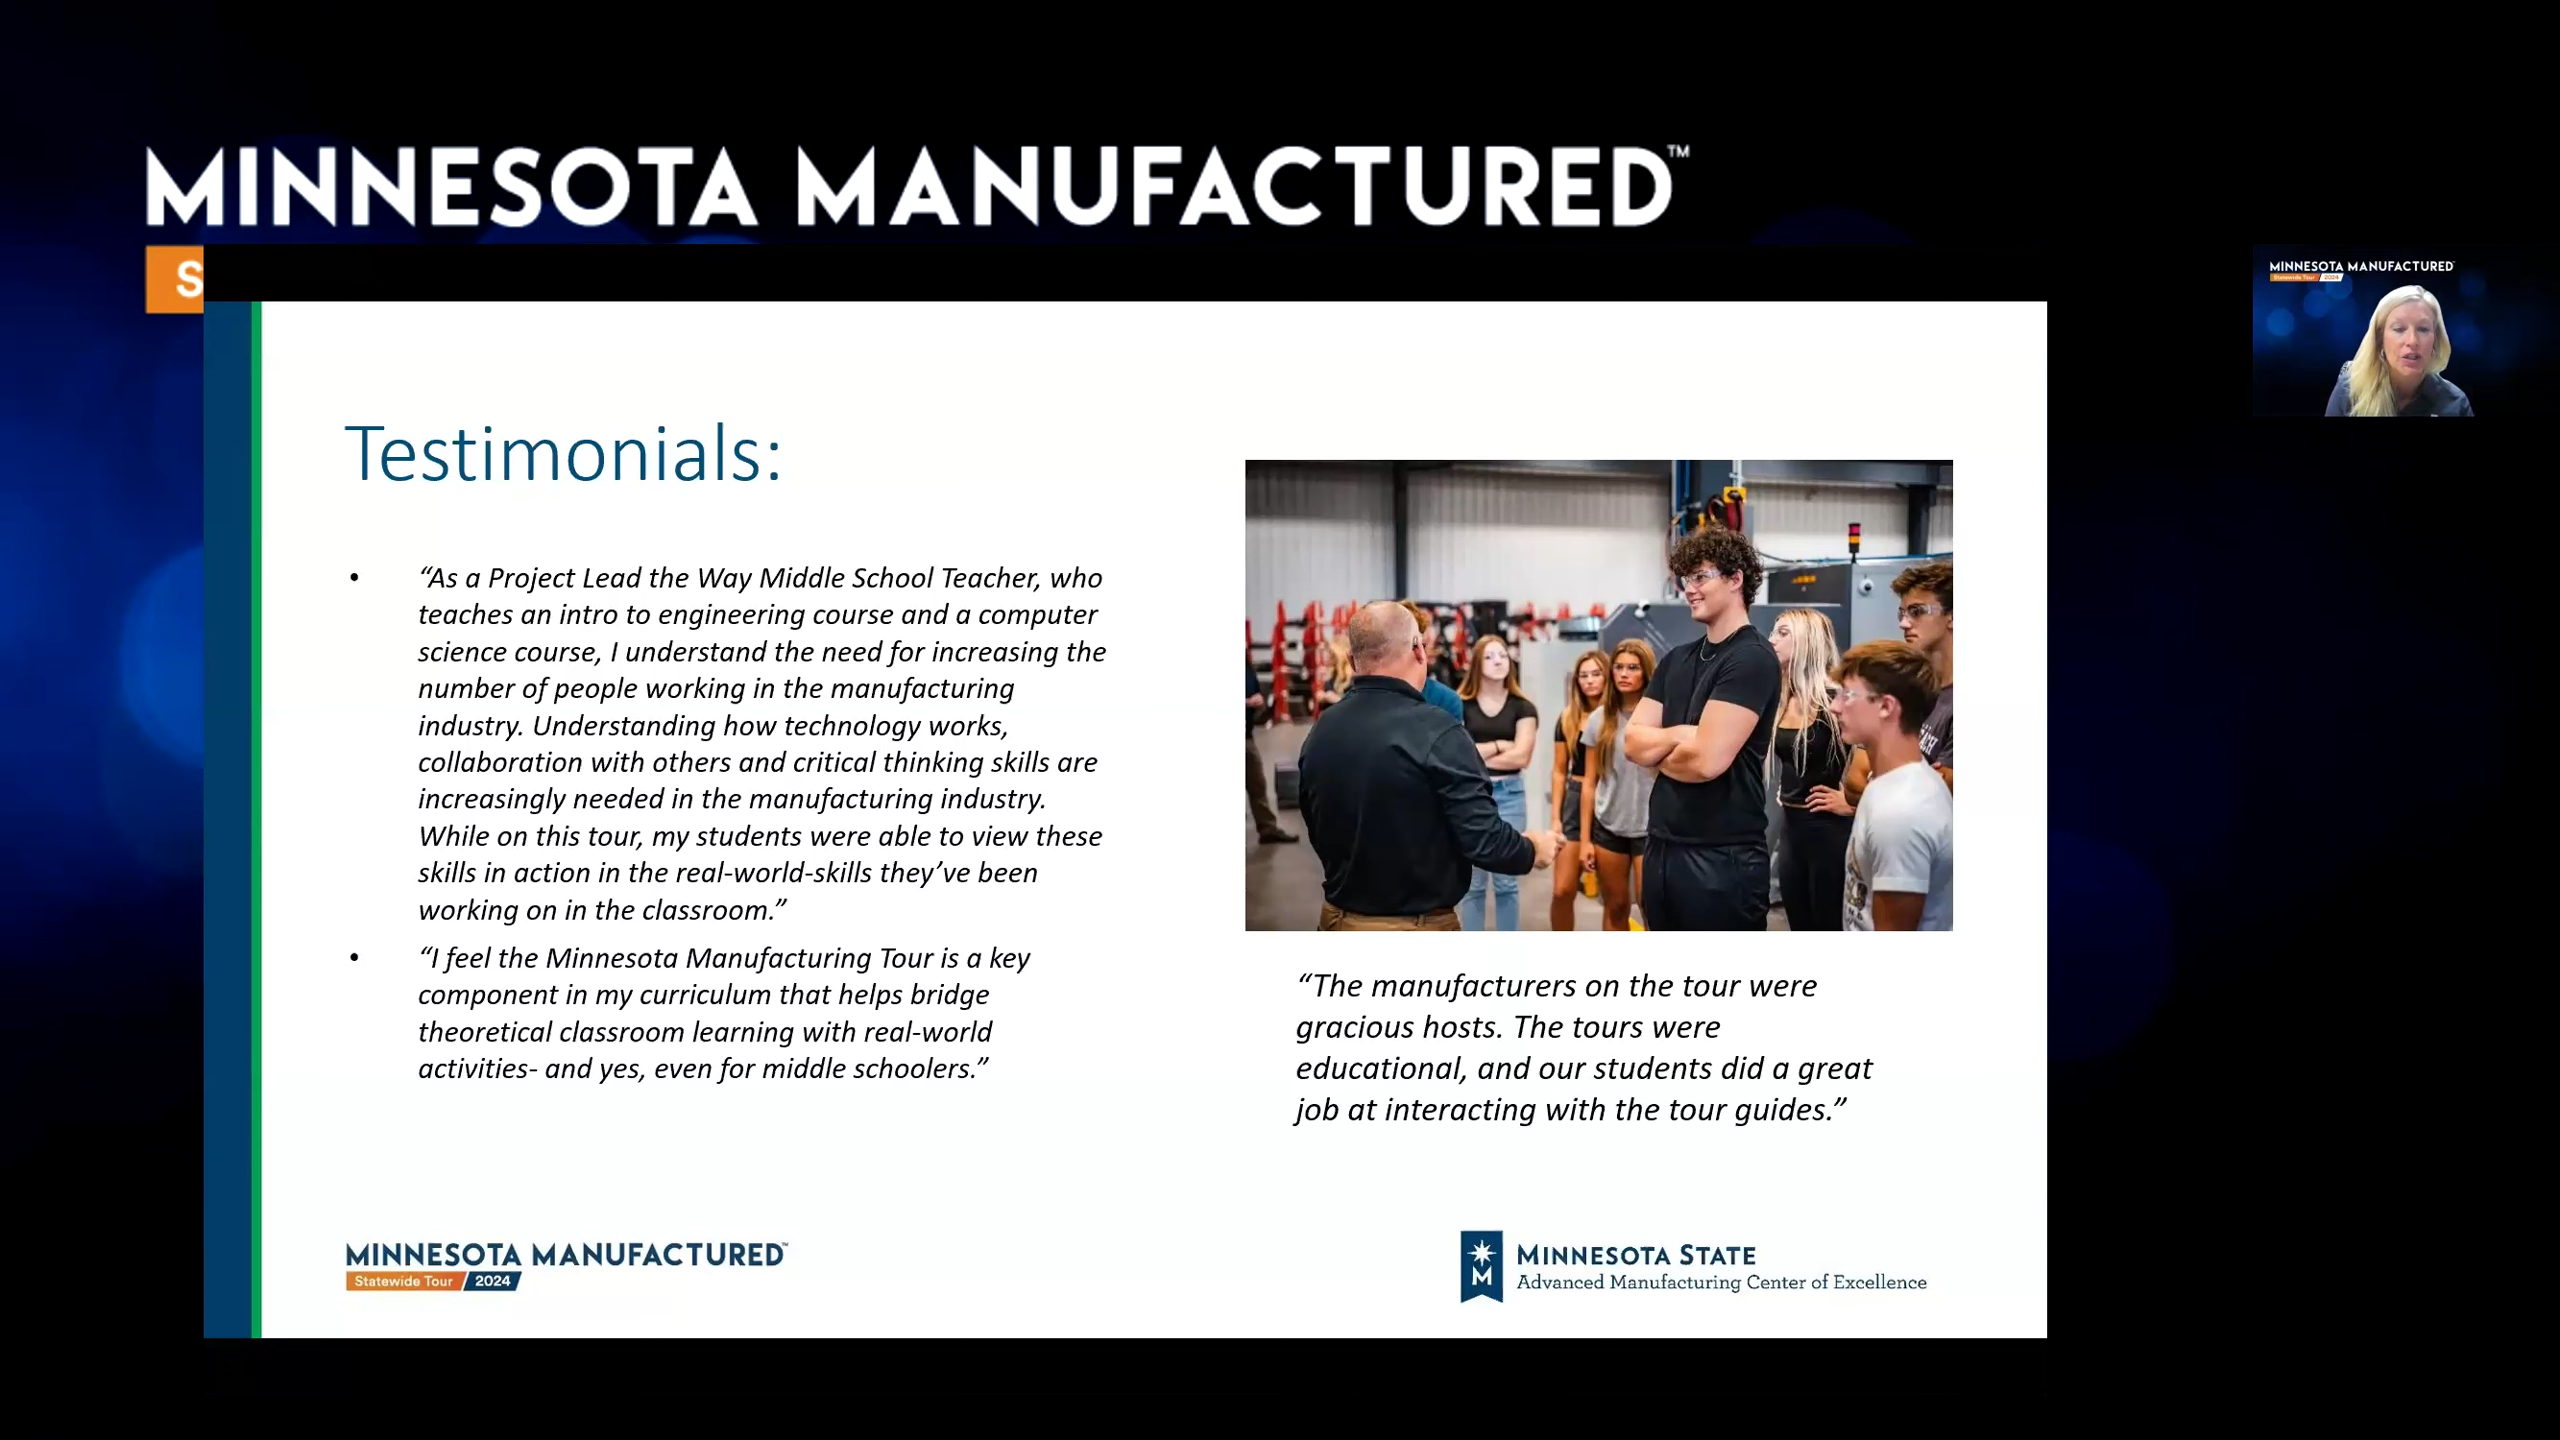 MINNESOTA MANUFACTURED™
S
MINNESOTA MANUFACTURED
Statewide Tour 2024
Testimonials:
• “As a Project Lead the Way Middle School Teacher, who
teaches an intro to engineering course and a computer
science course, I understand the need for increasing the
number of people working in the manufacturing
industry. Understanding how technology works,
collaboration with others and critical thinking skills are
increasingly needed in the manufacturing industry.
While on this tour, my students were able to view these
skills in action in the real-world-skills they’ve been
working on in the classroom.”
• “I feel the Minnesota Manufacturing Tour is a key
component in my curriculum that helps bridge
theoretical classroom learning with real-world
activities- and yes, even for middle schoolers.”
“The manufacturers on the tour were
gracious hosts. The tours were
educational, and our students did a great
job at interacting with the tour guides.”
MINNESOTA MANUFACTURED™
Statewide Tour 2024
M
MINNESOTA STATE
Advanced Manufacturing Center of Excellence